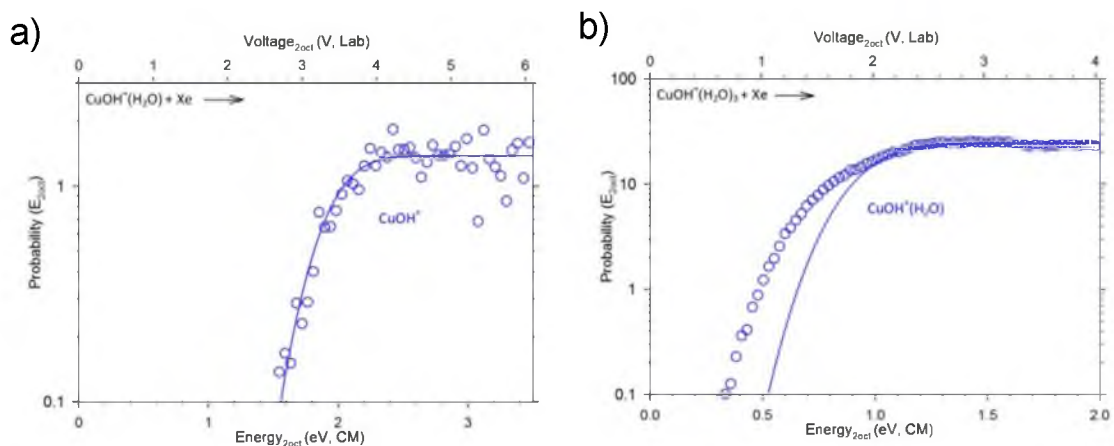 a)
Voltage2oct (V, Lab)
0 1 2 3 4 5 6
CuOH+(H2O) + Xe
1
0.1
Probability (E2oct)
CuOH+
0 1 2 3
Energy2oct (eV, CM)
b)
Voltage2oct (V, Lab)
0 1 2 3 4
100
CuOH+(H2O)3 + Xe
10
1
0.1
Probability (E2oct)
CuOH+(H2O)
0.0 0.5 1.0 1.5 2.0
Energy2oct (eV, CM)